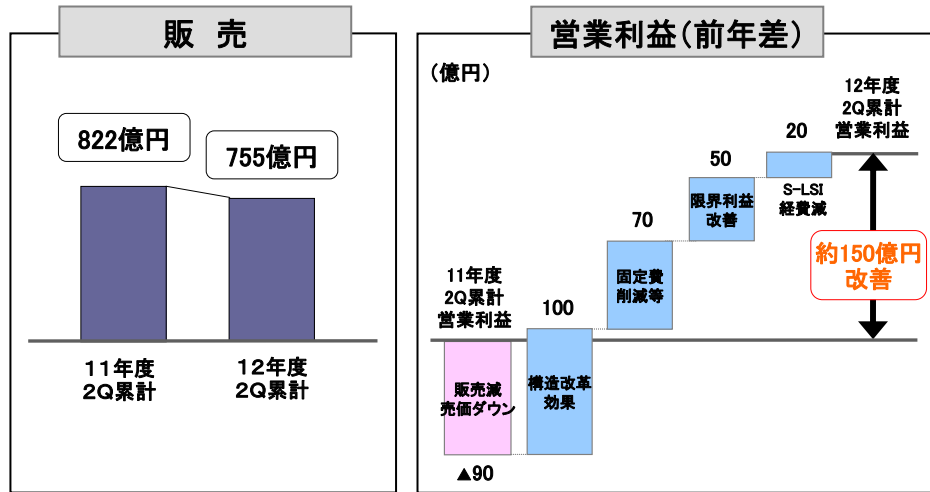 販 売
822億円
755億円
11年度
2Q累計
12年度
2Q累計
営業利益(前年差)
(億円)
11年度
2Q累計
営業利益
販売減
売価ダウン
▲90
100
構造改革
効果
70
固定費
削減等
50
限界利益
改善
20
S-LSI
経費減
12年度
2Q累計
営業利益
約150億円
改善